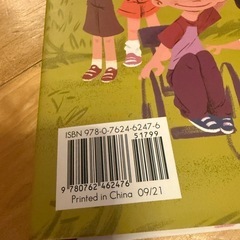 ISBN 978-0-7624-6247-6
51799
9 780762 462476
Printed in China 09/21